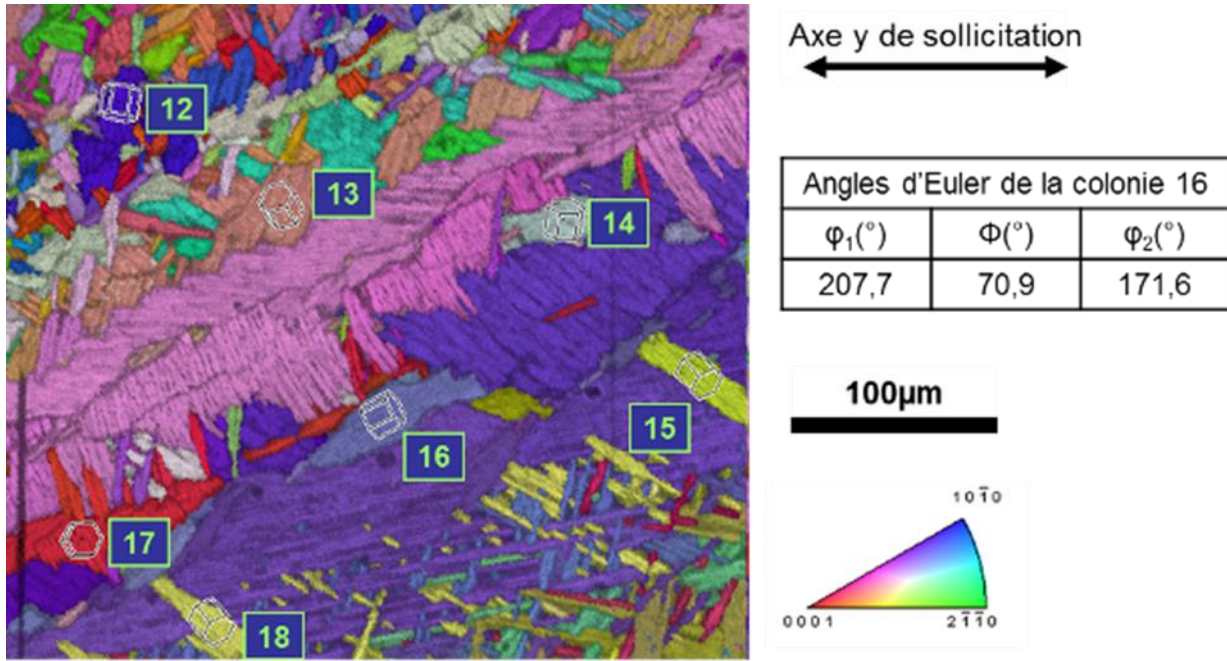 Axe y de sollicitation
12
13
14
15
16
17
18
Angles d'Euler de la colonie 16
φ₁(°) Φ(°) φ₂(°)
207,7 70,9 171,6
100µm
101̅0
0001 21̅1̅0